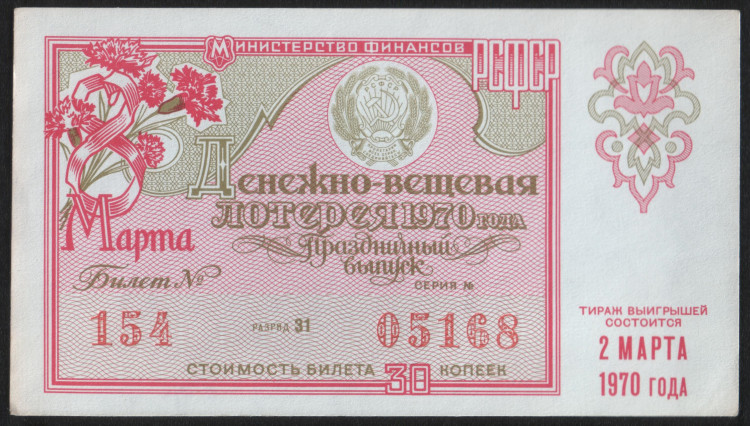 Министерство финансов РСФСР
8 Марта
Денежно-вещевая
лотерея 1970 года
Праздничный
выпуск
Билет № СЕРИЯ №
154 РАЗРЯД 31 05168
СТОИМОСТЬ БИЛЕТА 30 КОПЕЕК
ТИРАЖ ВЫИГРЫШЕЙ
СОСТОИТСЯ
2 МАРТА
1970 ГОДА